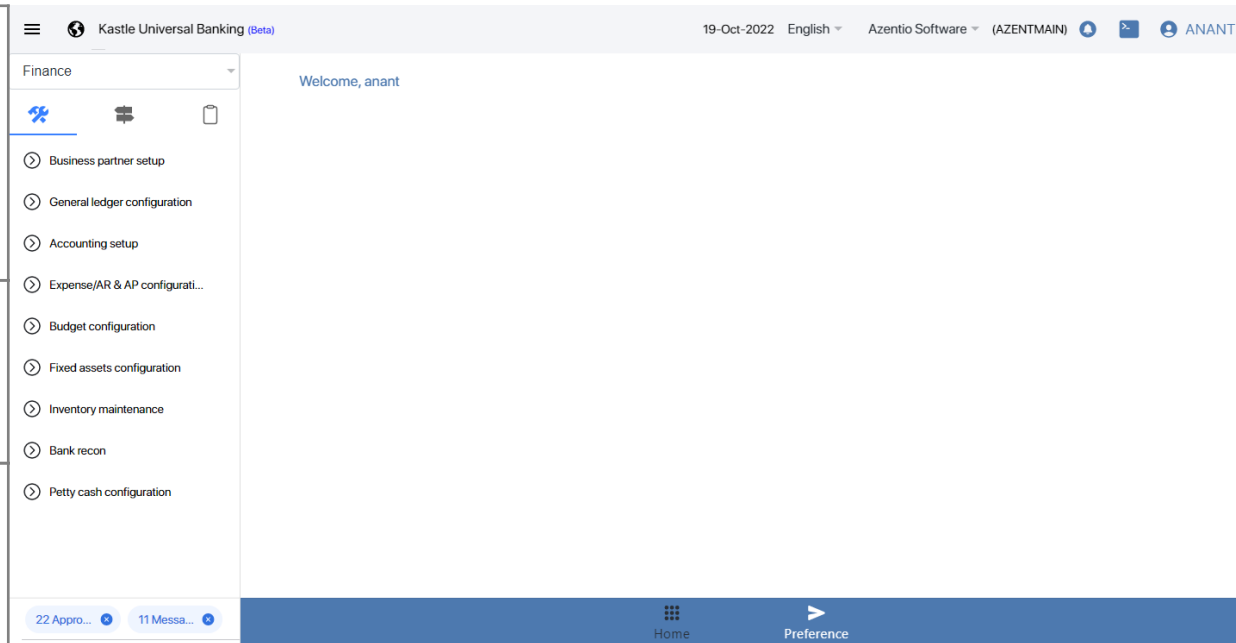 Kastle Universal Banking (Beta) 19-Oct-2022 English Azentio Software (AZENTMAIN) ANANT
Finance
Welcome, anant
Business partner setup
General ledger configuration
Accounting setup
Expense/AR & AP configurati...
Budget configuration
Fixed assets configuration
Inventory maintenance
Bank recon
Petty cash configuration
22 Appro... 11 Messa...
Home Preference